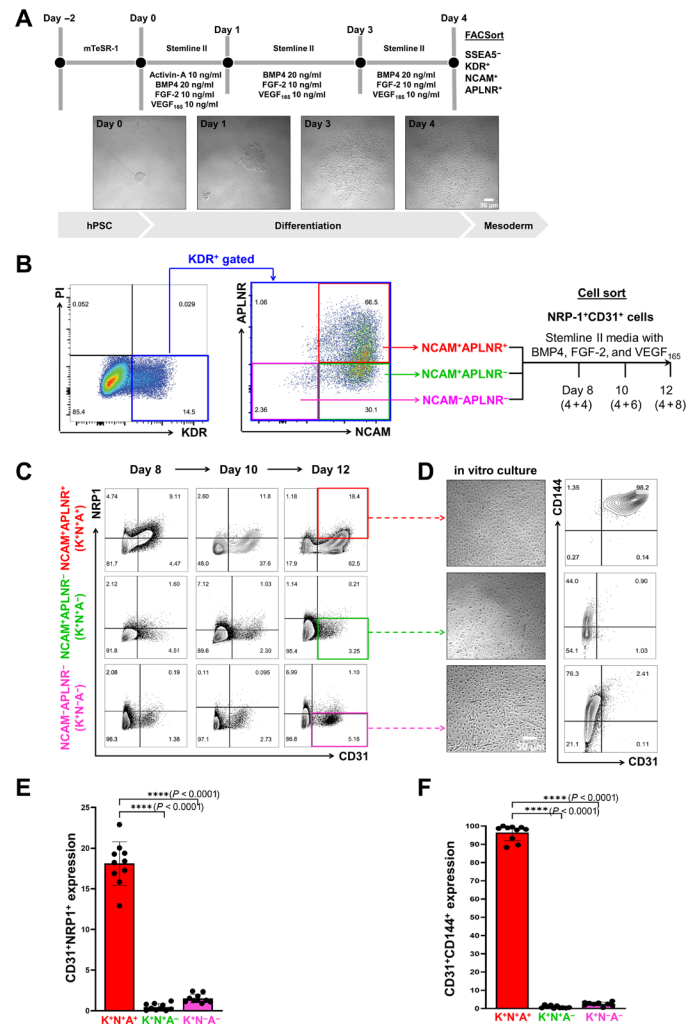 A
Day –2
Day 0
Day 1
Day 3
Day 4
mTeSR-1
Stemline II
Stemline II
Stemline II
FACSort
SSEA5⁻
KDR⁺
NCAM⁺
APLNR⁺
Activin-A 10 ng/ml
BMP4 20 ng/ml
FGF-2 10 ng/ml
VEGF₁₆₅ 10 ng/ml
BMP4 20 ng/ml
FGF-2 10 ng/ml
VEGF₁₆₅ 10 ng/ml
BMP4 20 ng/ml
FGF-2 10 ng/ml
VEGF₁₆₅ 10 ng/ml
Day 0
Day 1
Day 3
Day 4
50 μm
hPSC
Differentiation
Mesoderm
B
KDR⁺ gated
PI
0.052
0.029
85.4
14.5
KDR
APLNR
1.06
66.5
2.36
30.1
NCAM
NCAM⁺APLNR⁺
NCAM⁺APLNR⁻
NCAM⁻APLNR⁻
Cell sort
NRP-1⁺CD31⁺ cells
Stemline II media with
BMP4, FGF-2, and VEGF₁₆₅
Day 8 10 12
(4+4) (4+6) (4+8)
C
Day 8
Day 10
Day 12
NRP1
NCAM⁺APLNR⁺
(K⁺N⁺A⁺)
4.74 9.11
81.7 4.47
2.60 11.8
48.0 37.6
1.18 18.4
17.9 62.5
NCAM⁺APLNR⁻
(K⁺N⁺A⁻)
2.12 1.60
91.8 4.51
7.12 1.03
89.6 2.30
1.14 0.21
95.4 3.25
NCAM⁻APLNR⁻
(K⁺N⁻A⁻)
2.08 0.19
96.3 1.38
0.11 0.095
97.1 2.73
6.99 1.10
86.8 5.16
CD31
D
in vitro culture
50 μm
CD144
1.35 98.2
0.27 0.14
44.0 0.90
54.1 1.03
76.3 2.41
21.1 0.11
CD31
E
****(P < 0.0001)
****(P < 0.0001)
CD31⁺NRP1⁺ expression
25
20
15
10
5
0
K⁺N⁺A⁺ K⁺N⁺A⁻ K⁺N⁻A⁻
F
****(P < 0.0001)
****(P < 0.0001)
CD31⁺CD144⁺ expression
100
90
80
70
60
50
40
30
20
10
0
K⁺N⁺A⁺ K⁺N⁺A⁻ K⁺N⁻A⁻